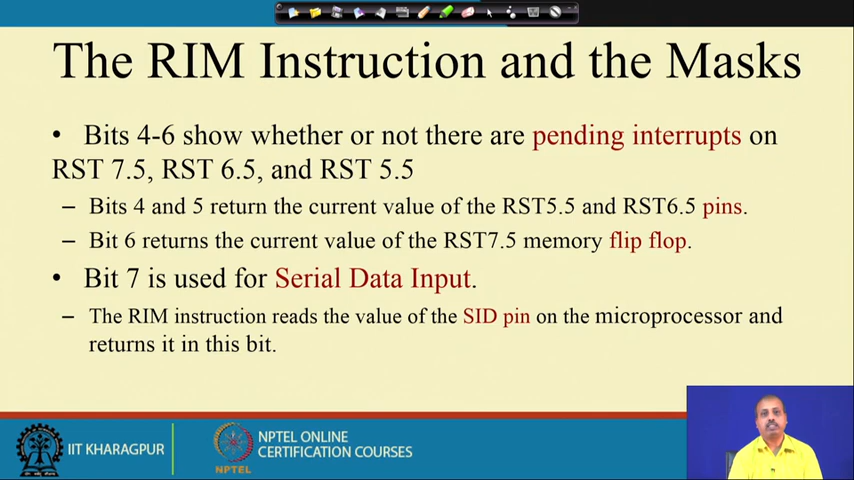 The RIM Instruction and the Masks
• Bits 4-6 show whether or not there are pending interrupts on
RST 7.5, RST 6.5, and RST 5.5
– Bits 4 and 5 return the current value of the RST5.5 and RST6.5 pins.
– Bit 6 returns the current value of the RST7.5 memory flip flop.
• Bit 7 is used for Serial Data Input.
– The RIM instruction reads the value of the SID pin on the microprocessor and
returns it in this bit.
IIT KHARAGPUR
NPTEL
NPTEL ONLINE
CERTIFICATION COURSES